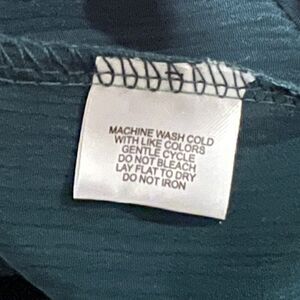 MACHINE WASH COLD
WITH LIKE COLORS
GENTLE CYCLE
DO NOT BLEACH
LAY FLAT TO DRY
DO NOT IRON